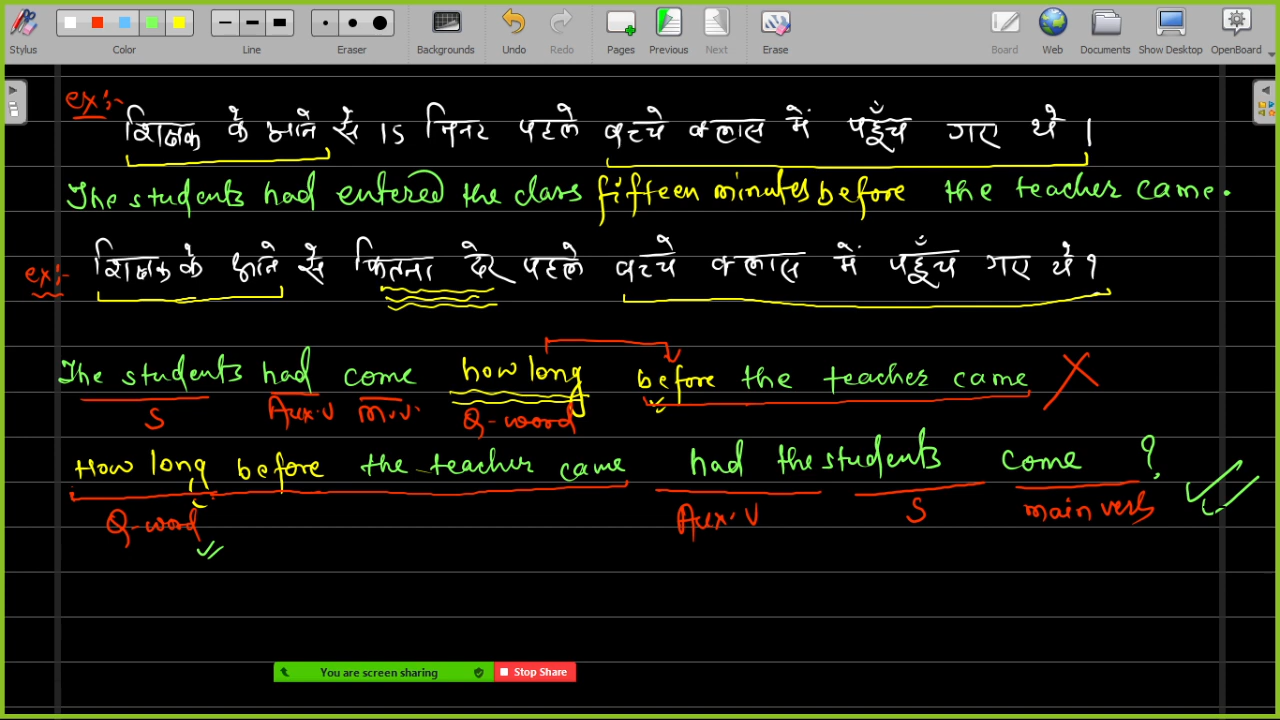 Stylus Color Line Eraser Backgrounds Undo Redo Pages Previous Next Erase Board Web Documents Show Desktop OpenBoard
ex:-
शिक्षक के आने से 15 मिनट पहले बच्चे क्लास में पहुँच गए थे।
The students had entered the class fifteen minutes before the teacher came.
ex:-
शिक्षक के आने से कितना देर पहले बच्चे क्लास में पहुँच गए थे ?
The students had come how long before the teacher came
S Aux.V M.V. Q-word
How long before the teacher came had the students come ?
Q-word Aux.V S main verb
You are screen sharing Stop Share